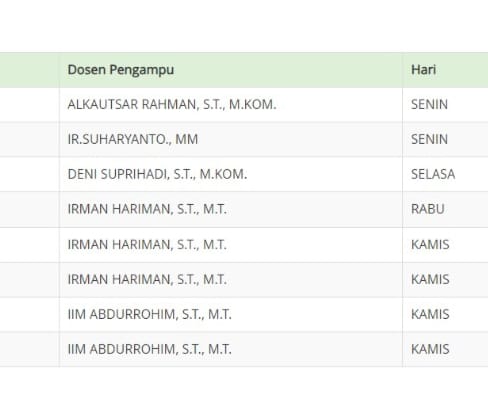 Dosen Pengampu Hari
ALKAUTSAR RAHMAN, S.T., M.KOM. SENIN
IR.SUHARYANTO., MM SENIN
DENI SUPRIHADI, S.T., M.KOM. SELASA
IRMAN HARIMAN, S.T., M.T. RABU
IRMAN HARIMAN, S.T., M.T. KAMIS
IRMAN HARIMAN, S.T., M.T. KAMIS
IIM ABDURROHIM, S.T., M.T. KAMIS
IIM ABDURROHIM, S.T., M.T. KAMIS